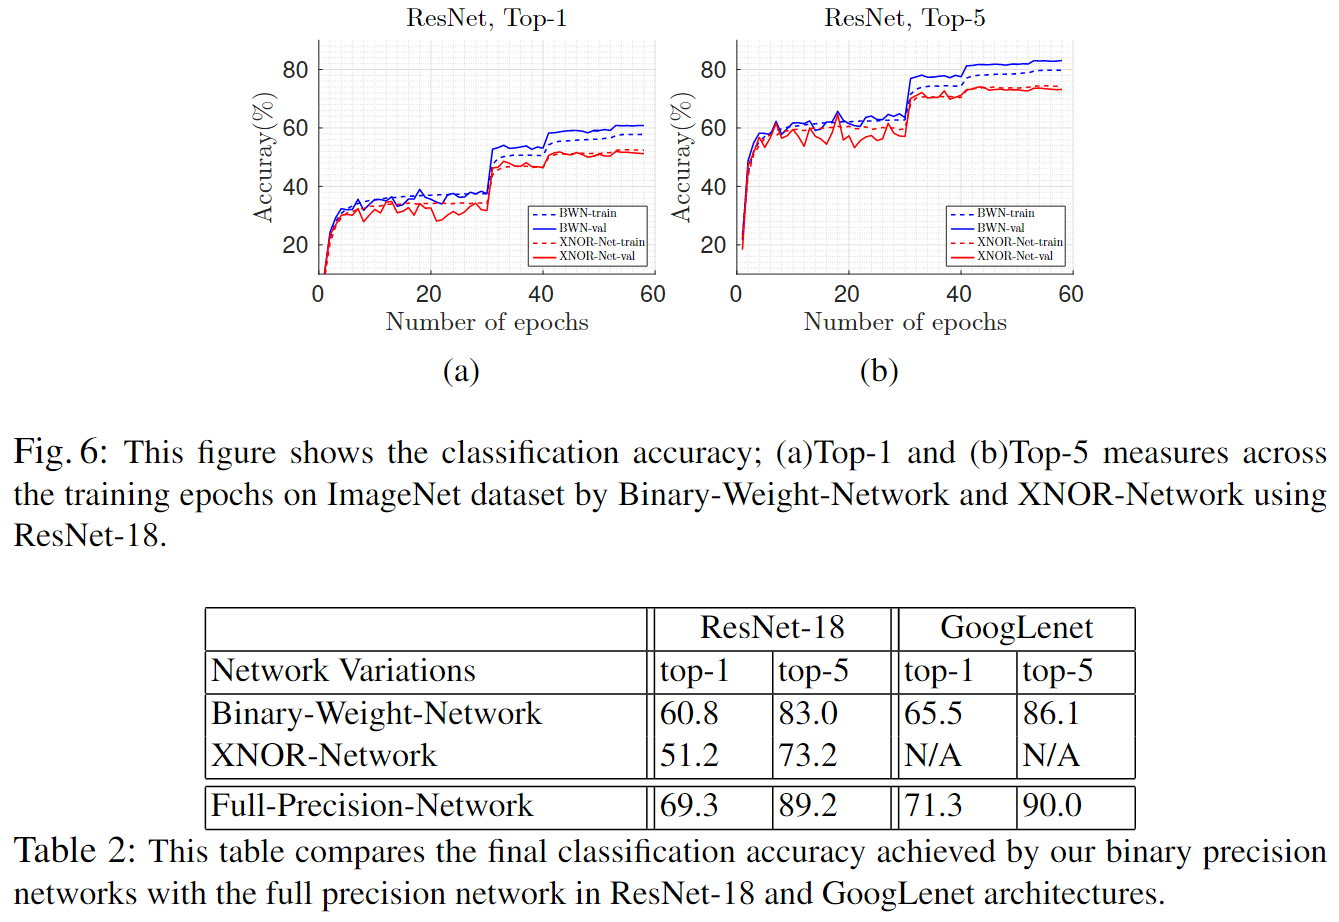 ResNet, Top-1
80
60
40
20
Accuray(%)
BWN-train
BWN-val
XNOR-Net-train
XNOR-Net-val
0 20 40 60
Number of epochs
(a)
ResNet, Top-5
80
60
40
20
Accuray(%)
BWN-train
BWN-val
XNOR-Net-train
XNOR-Net-val
0 20 40 60
Number of epochs
(b)
Fig. 6: This figure shows the classification accuracy; (a)Top-1 and (b)Top-5 measures across
the training epochs on ImageNet dataset by Binary-Weight-Network and XNOR-Network using
ResNet-18.
ResNet-18 GoogLenet
Network Variations top-1 top-5 top-1 top-5
Binary-Weight-Network 60.8 83.0 65.5 86.1
XNOR-Network 51.2 73.2 N/A N/A
Full-Precision-Network 69.3 89.2 71.3 90.0
Table 2: This table compares the final classification accuracy achieved by our binary precision
networks with the full precision network in ResNet-18 and GoogLenet architectures.